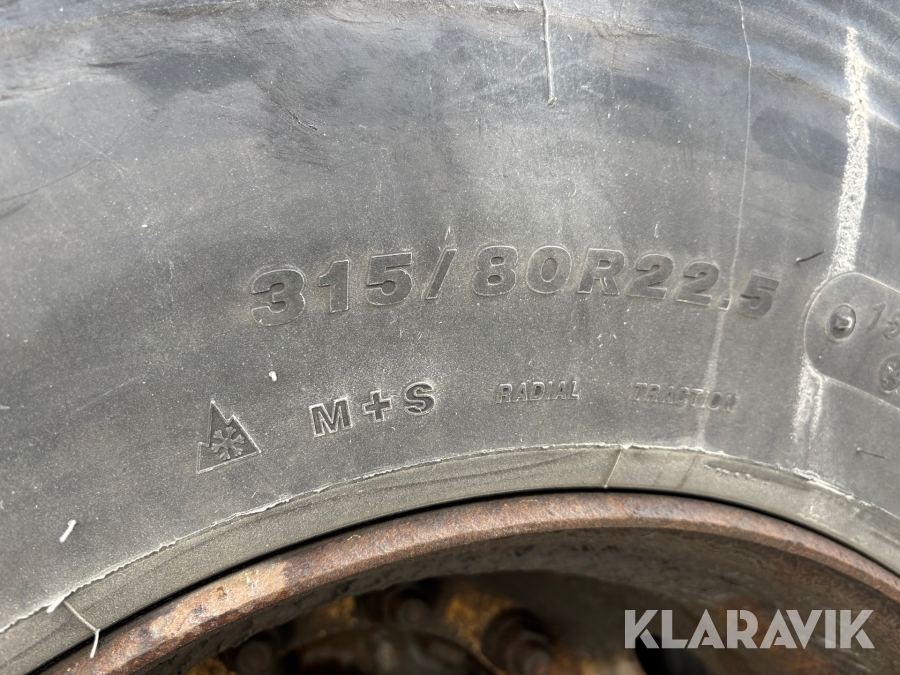 315/80R22.5
M+S RADIAL TRACTION
KLARAVIK